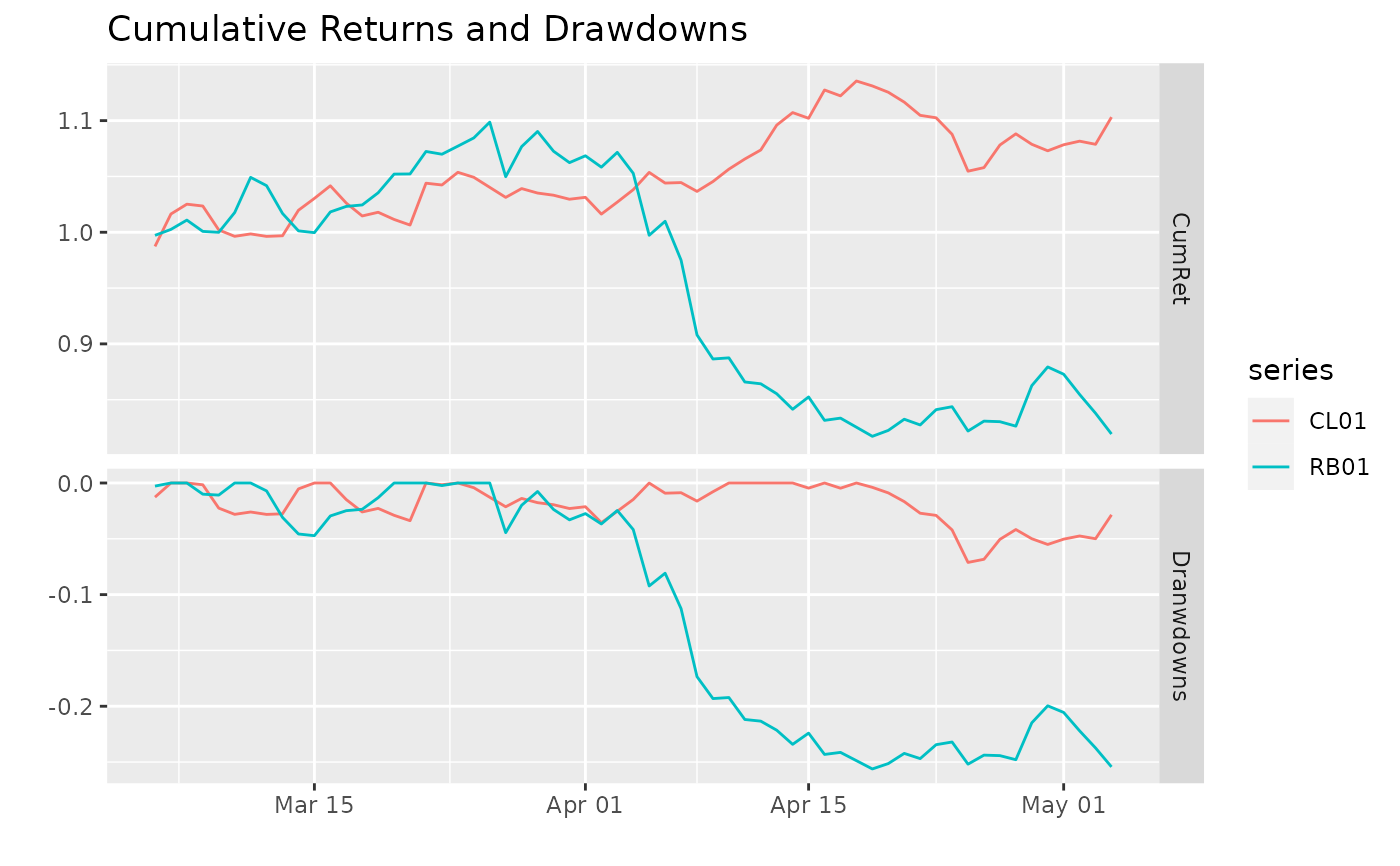 Cumulative Returns and Drawdowns
1.1
1.0
0.9
CumRet
0.0
-0.1
-0.2
Dranwdowns
Mar 15
Apr 01
Apr 15
May 01
series
CL01
RB01